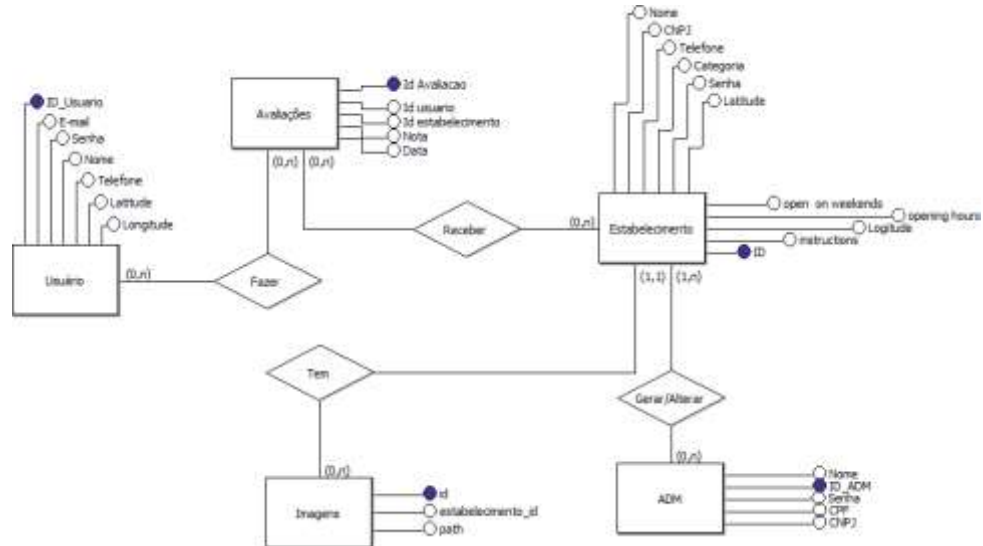 Nome
CNPJ
Telefone
Categoria
Senha
Latitude
Id Avaliacao
Id usuario
Id estabelecimento
Nota
Data
Avaliações
(0,n)
(0,n)
ID_Usuario
E-mail
Senha
Nome
Telefone
Latitude
Longitude
Usuário
(0,n)
Fazer
Receber
(0,n)
Estabelecimento
open on weekends
opening hours
Logitude
instructions
ID
(1,1)
(1,n)
Tem
Gerar/Alterar
(0,n)
(0,n)
Imagens
id
estabelecimento_id
path
ADM
Nome
ID_ADM
Senha
CPF
CNPJ